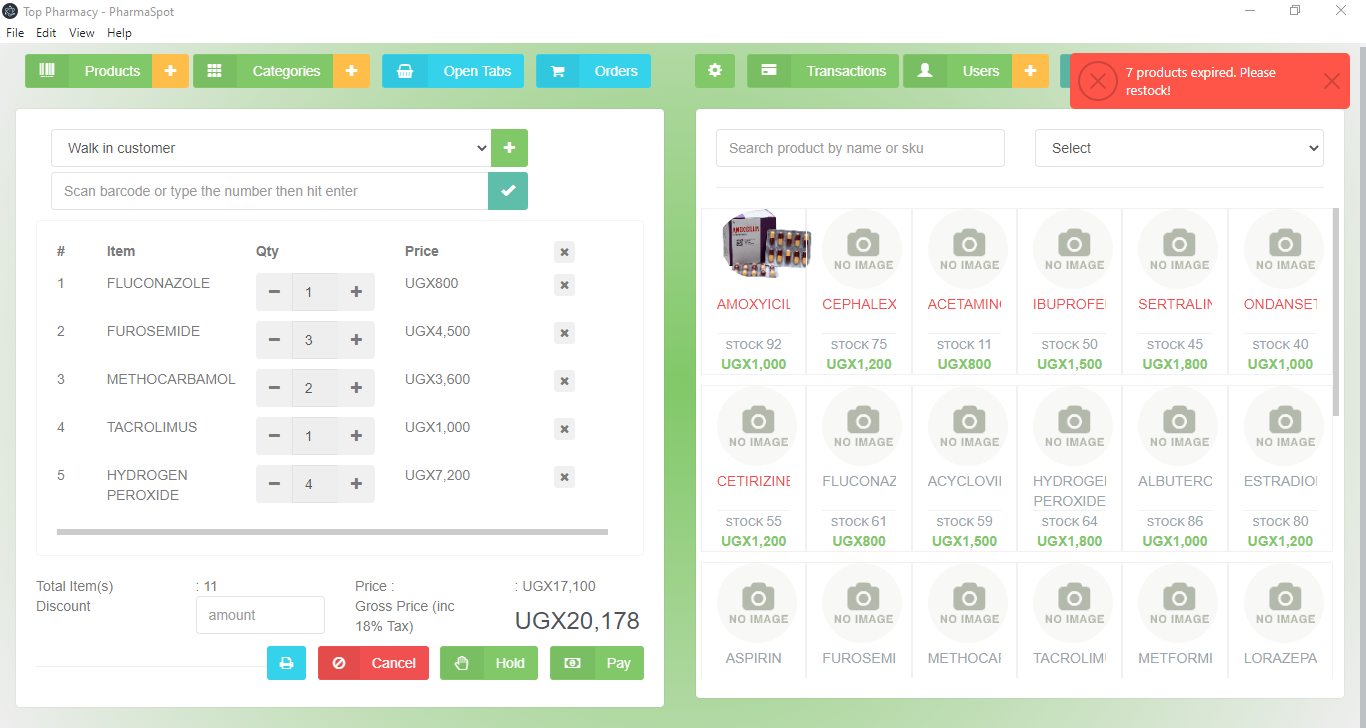 Top Pharmacy - PharmaSpot
File Edit View Help
Products
Categories
Open Tabs
Orders
Transactions
Users
7 products expired. Please
restock!
Walk in customer
Scan barcode or type the number then hit enter
# Item Qty Price
1 FLUCONAZOLE 1 UGX800
2 FUROSEMIDE 3 UGX4,500
3 METHOCARBAMOL 2 UGX3,600
4 TACROLIMUS 1 UGX1,000
5 HYDROGEN PEROXIDE 4 UGX7,200
Total Item(s) : 11 Price : : UGX17,100
Discount amount Gross Price (inc
18% Tax) UGX20,178
Cancel Hold Pay
Search product by name or sku
Select
NO IMAGE NO IMAGE NO IMAGE NO IMAGE NO IMAGE
AMOXYICIL CEPHALEX ACETAMIN IBUPROFE SERTRALIN ONDANSET
STOCK 92 STOCK 75 STOCK 11 STOCK 50 STOCK 45 STOCK 40
UGX1,000 UGX1,200 UGX800 UGX1,500 UGX1,800 UGX1,000
NO IMAGE NO IMAGE NO IMAGE NO IMAGE NO IMAGE NO IMAGE
CETIRIZINE FLUCONAZ ACYCLOVI HYDROGE ALBUTERO ESTRADIO
PEROXIDE
STOCK 55 STOCK 61 STOCK 59 STOCK 64 STOCK 86 STOCK 80
UGX1,200 UGX800 UGX1,500 UGX1,800 UGX1,000 UGX1,200
NO IMAGE NO IMAGE NO IMAGE NO IMAGE NO IMAGE NO IMAGE
ASPIRIN FUROSEMI METHOCAR TACROLIM METFORMI LORAZEPA